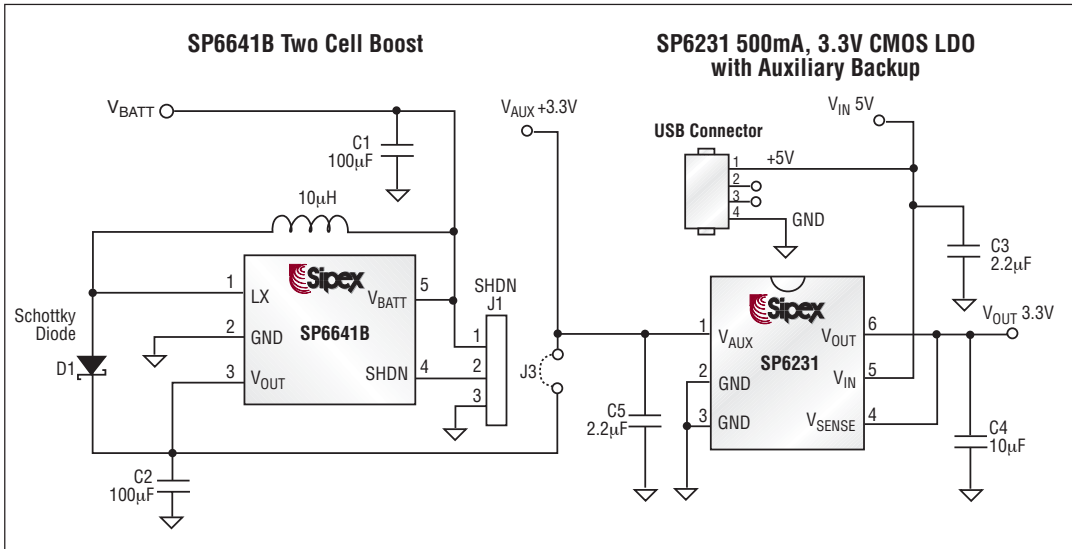 SP6641B Two Cell Boost
SP6231 500mA, 3.3V CMOS LDO
with Auxiliary Backup
VBATT
C1
100µF
10µH
Sipex
SP6641B
1
LX
2
GND
3
VOUT
5
VBATT
4
SHDN
Schottky
Diode
D1
C2
100µF
SHDN
J1
1
2
3
VAUX +3.3V
J3
C5
2.2µF
USB Connector
1
2
3
4
+5V
GND
VIN 5V
C3
2.2µF
Sipex
SP6231
1
VAUX
2
GND
3
GND
6
VOUT
5
VIN
4
VSENSE
VOUT 3.3V
C4
10µF